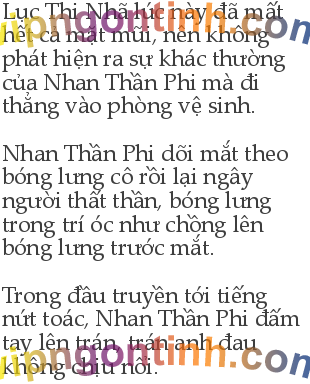 Lục Thi Nhã lúc này đã mất
hết cả mặt mũi, nên không
phát hiện ra sự khác thường
của Nhan Thần Phi mà đi
thẳng vào phòng vệ sinh.
Nhan Thần Phi dõi mắt theo
bóng lưng cô rồi lại ngây
người thất thần, bóng lưng
trong trí óc như chồng lên
bóng lưng trước mắt.
Trong đầu truyền tới tiếng
nứt toác, Nhan Thần Phi đấm
tay lên trán, trát anh đau
không chịu nổi.
vipngontinh.com
vipngontinh.com